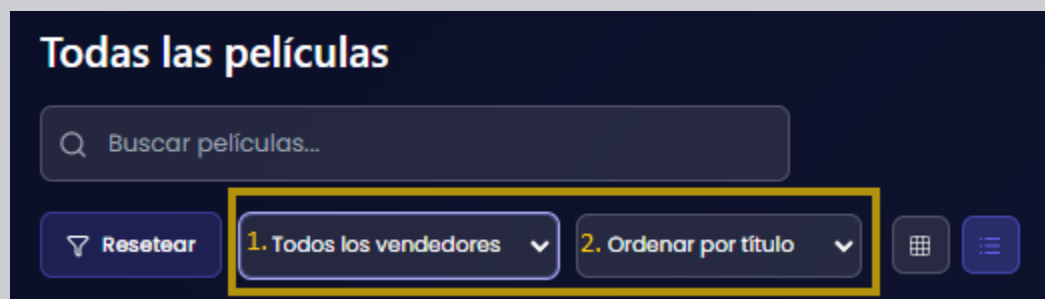 Todas las películas
Buscar películas...
Resetear 1. Todos los vendedores 2. Ordenar por título